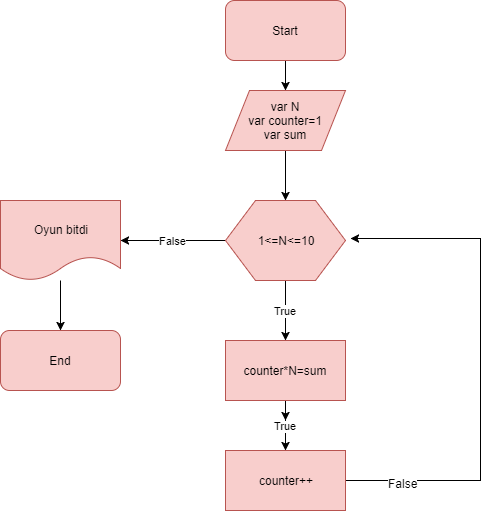 Start
var N
var counter=1
var sum
1<=N<=10
False
Oyun bitdi
End
True
counter*N=sum
True
counter++
False